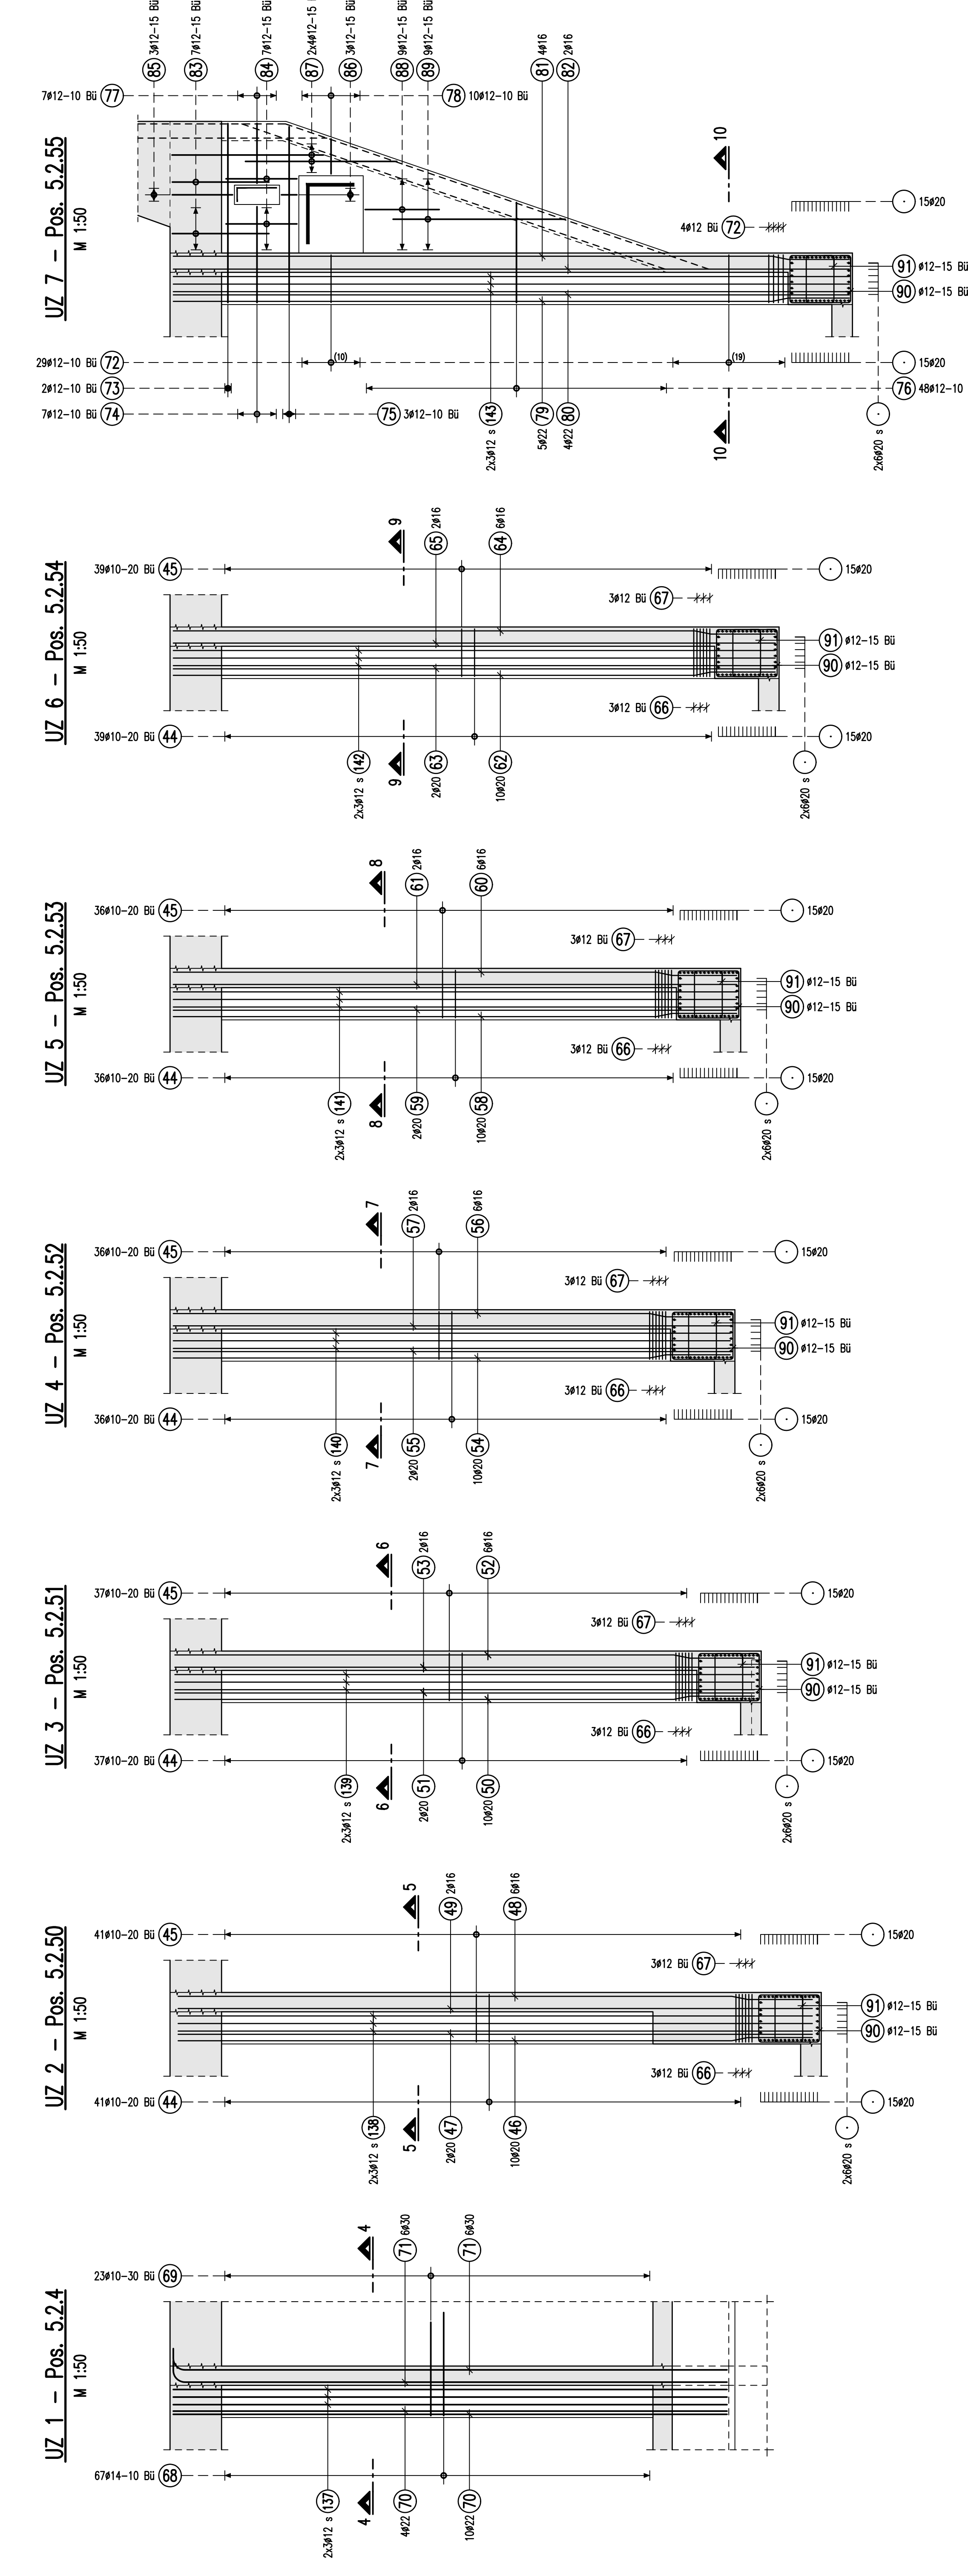 UZ 7 – Pos. 5.2.55
M 1:50
85 3ø12-15 Bü
83 7ø12-15 Bü
84 7ø12-15 Bü
87 2x4ø12-15
86 3ø12-15 Bü
88 9ø12-15 Bü
89 9ø12-15 Bü
81 4ø16
82 2ø16
7ø12-10 Bü 77
78 10ø12-10 Bü
10
15ø20
4ø12 Bü 72
91 ø12-15 Bü
90 ø12-15 Bü
29ø12-10 Bü 72
(10)
(19)
15ø20
2ø12-10 Bü 73
76 48ø12-10
7ø12-10 Bü 74
75 3ø12-10 Bü
2x3ø12 s 143
5ø22 79
4ø22 80
10
2x6ø20 s
UZ 6 – Pos. 5.2.54
M 1:50
39ø10-20 Bü 45
9
65 2ø16
64 6ø16
15ø20
3ø12 Bü 67
91 ø12-15 Bü
90 ø12-15 Bü
3ø12 Bü 66
39ø10-20 Bü 44
15ø20
2x3ø12 s 142
9
2ø20 63
10ø20 62
2x6ø20 s
UZ 5 – Pos. 5.2.53
M 1:50
36ø10-20 Bü 45
8
61 2ø16
60 6ø16
15ø20
3ø12 Bü 67
91 ø12-15 Bü
90 ø12-15 Bü
3ø12 Bü 66
36ø10-20 Bü 44
15ø20
2x3ø12 s 141
8
2ø20 59
10ø20 58
2x6ø20 s
UZ 4 – Pos. 5.2.52
M 1:50
36ø10-20 Bü 45
7
57 2ø16
56 6ø16
15ø20
3ø12 Bü 67
91 ø12-15 Bü
90 ø12-15 Bü
3ø12 Bü 66
36ø10-20 Bü 44
15ø20
2x3ø12 s 140
7
2ø20 55
10ø20 54
2x6ø20 s
UZ 3 – Pos. 5.2.51
M 1:50
37ø10-20 Bü 45
6
53 2ø16
52 6ø16
15ø20
3ø12 Bü 67
91 ø12-15 Bü
90 ø12-15 Bü
3ø12 Bü 66
37ø10-20 Bü 44
15ø20
2x3ø12 s 139
6
2ø20 51
10ø20 50
2x6ø20 s
UZ 2 – Pos. 5.2.50
M 1:50
41ø10-20 Bü 45
5
49 2ø16
48 6ø16
15ø20
3ø12 Bü 67
91 ø12-15 Bü
90 ø12-15 Bü
3ø12 Bü 66
41ø10-20 Bü 44
15ø20
2x3ø12 s 138
5
2ø20 47
10ø20 46
2x6ø20 s
UZ 1 – Pos. 5.2.4
M 1:50
23ø10-30 Bü 69
4
71 6ø30
71 6ø30
67ø14-10 Bü 68
2x3ø12 s 137
4
4ø22 70
10ø22 70